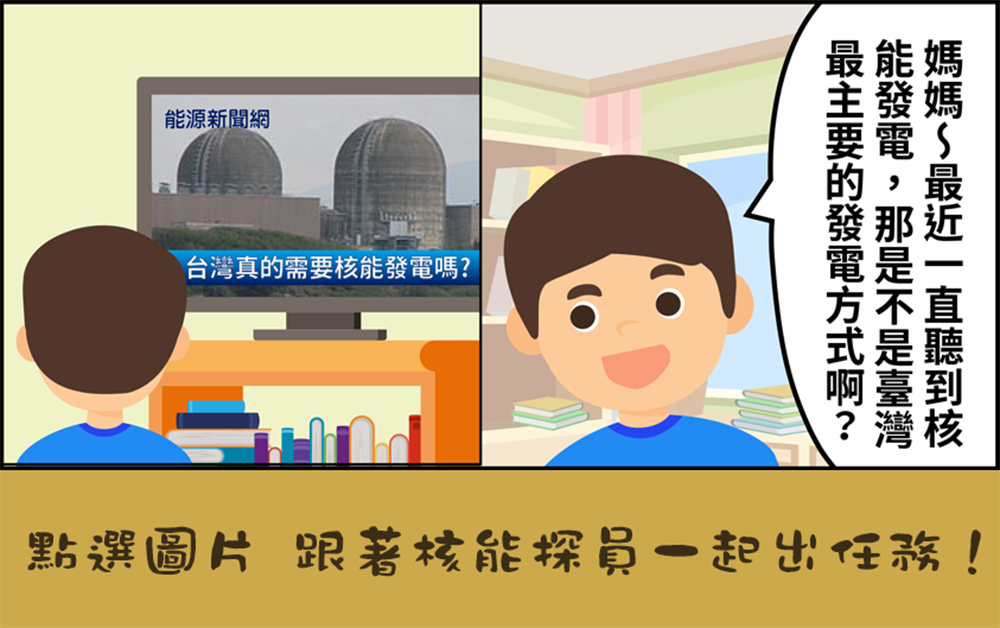 能源新聞網
台灣真的需要核能發電嗎?
媽媽～最近一直聽到核
能發電，那是不是臺灣
最主要的發電方式啊？
點選圖片 跟著核能探員一起出任務！